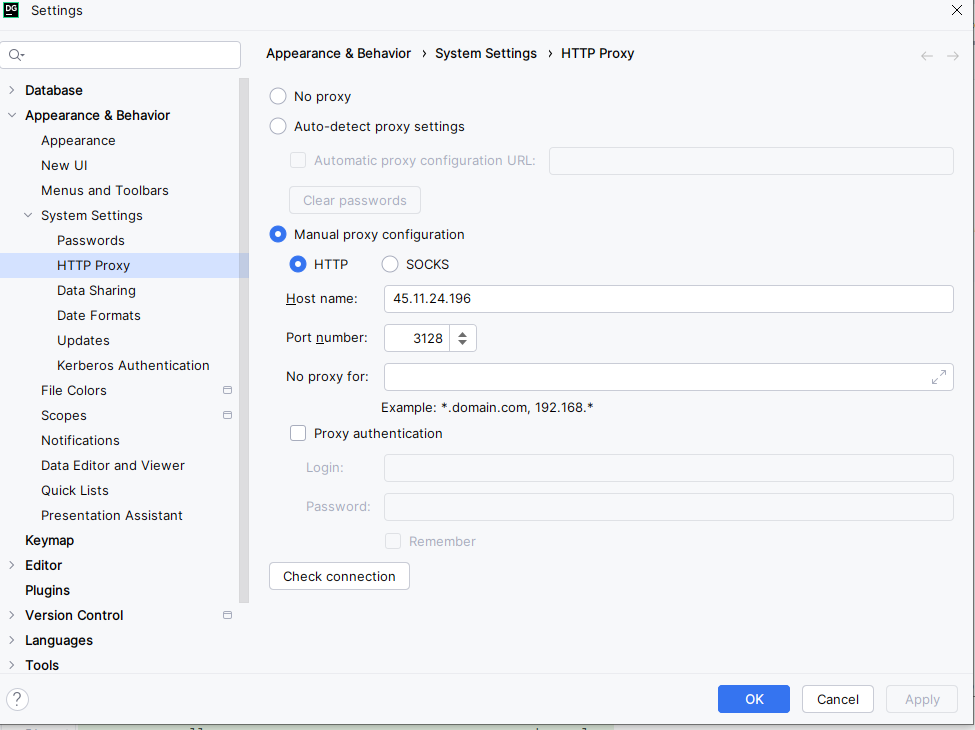 DG
Settings
Appearance & Behavior › System Settings › HTTP Proxy
Database
Appearance & Behavior
Appearance
New UI
Menus and Toolbars
System Settings
Passwords
HTTP Proxy
Data Sharing
Date Formats
Updates
Kerberos Authentication
File Colors
Scopes
Notifications
Data Editor and Viewer
Quick Lists
Presentation Assistant
Keymap
Editor
Plugins
Version Control
Languages
Tools
No proxy
Auto-detect proxy settings
Automatic proxy configuration URL:
Clear passwords
Manual proxy configuration
HTTP SOCKS
Host name: 45.11.24.196
Port number: 3128
No proxy for:
Example: *.domain.com, 192.168.*
Proxy authentication
Login:
Password:
Remember
Check connection
?
OK Cancel Apply